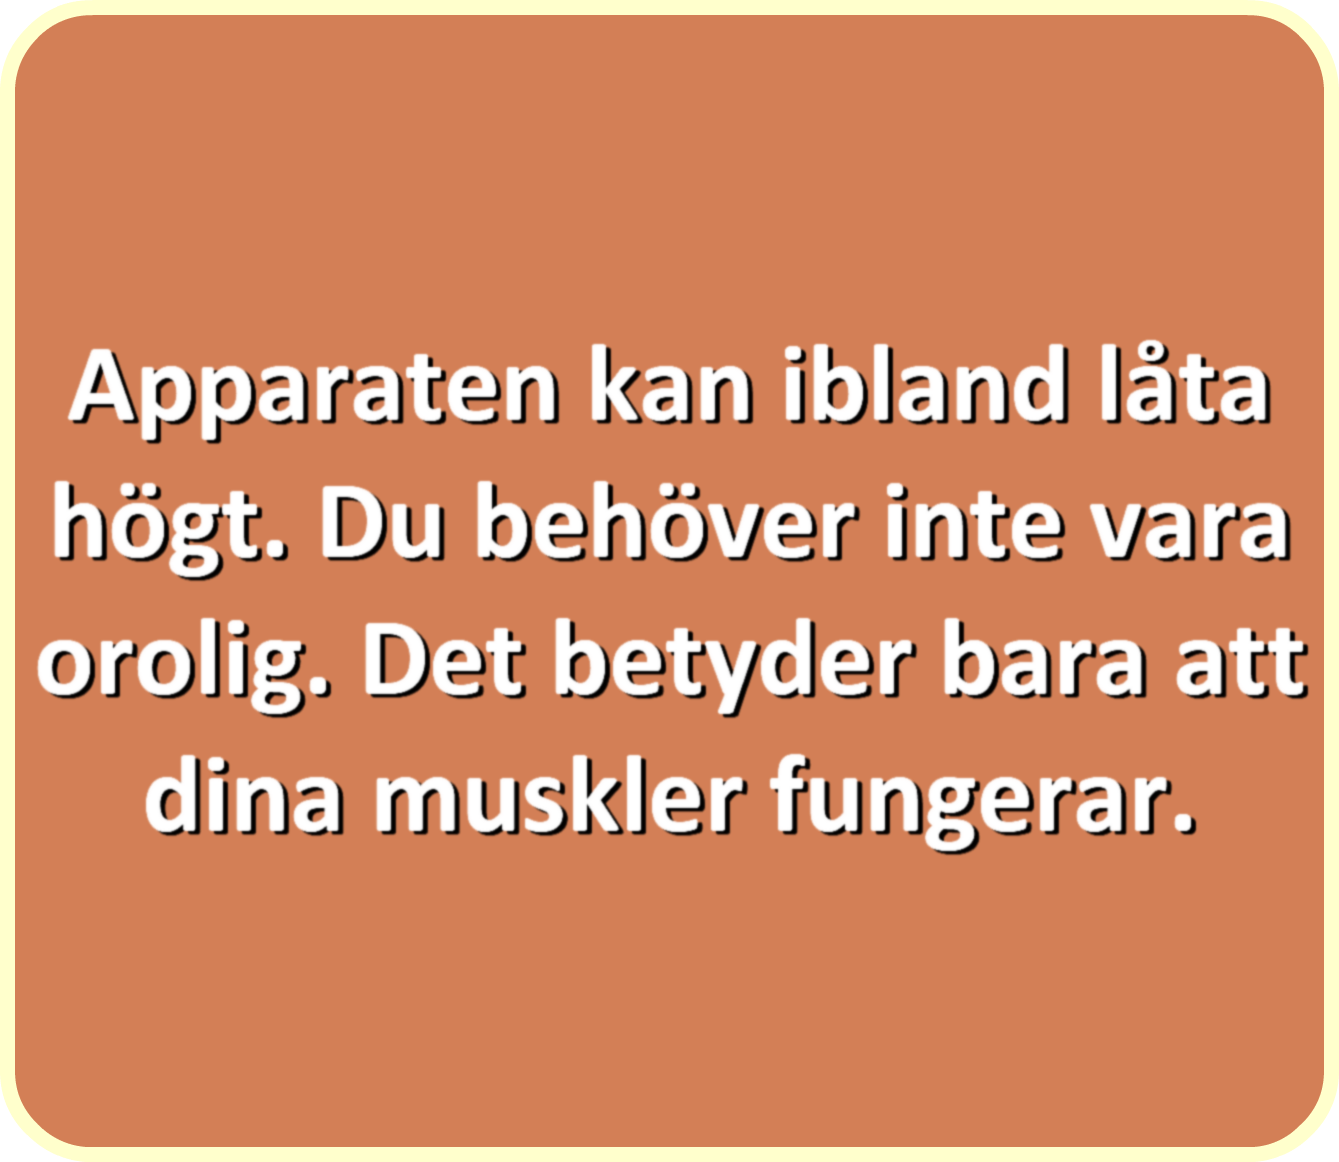 Apparaten kan ibland låta
högt. Du behöver inte vara
orolig. Det betyder bara att
dina muskler fungerar.